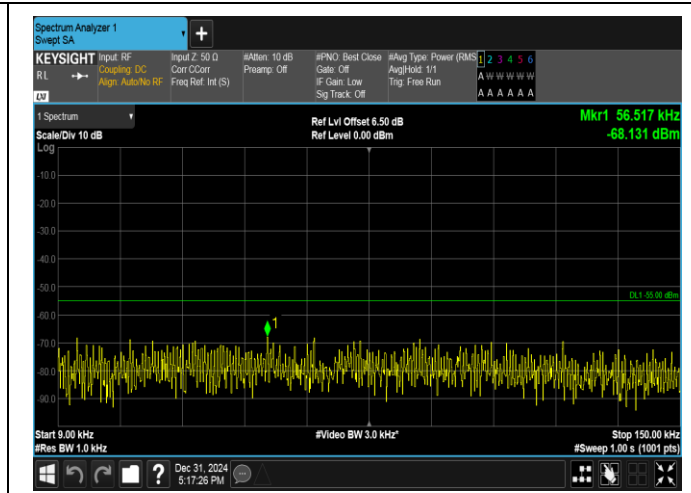 Spectrum Analyzer 1
Swept SA
+
KEYSIGHT
R L
LXI
Input: RF
Coupling: DC
Align: Auto/No RF
Input Z: 50 Ω
Corr CCorr
Freq Ref: Int (S)
#Atten: 10 dB
Preamp: Off
#PNO: Best Close
Gate: Off
IF Gain: Low
Sig Track: Off
#Avg Type: Power (RMS
Avg|Hold: 1/1
Trig: Free Run
1 2 3 4 5 6
A W W W W W
A A A A A A
1 Spectrum
Scale/Div 10 dB
Log
Ref Lvl Offset 6.50 dB
Ref Level 0.00 dBm
Mkr1 56.517 kHz
-68.131 dBm
-10.0
-20.0
-30.0
-40.0
-50.0
DL1 -55.00 dBm
-60.0
1
-70.0
-80.0
-90.0
Start 9.00 kHz
#Res BW 1.0 kHz
#Video BW 3.0 kHz*
Stop 150.00 kHz
#Sweep 1.00 s (1001 pts)
?
Dec 31, 2024
5:17:26 PM